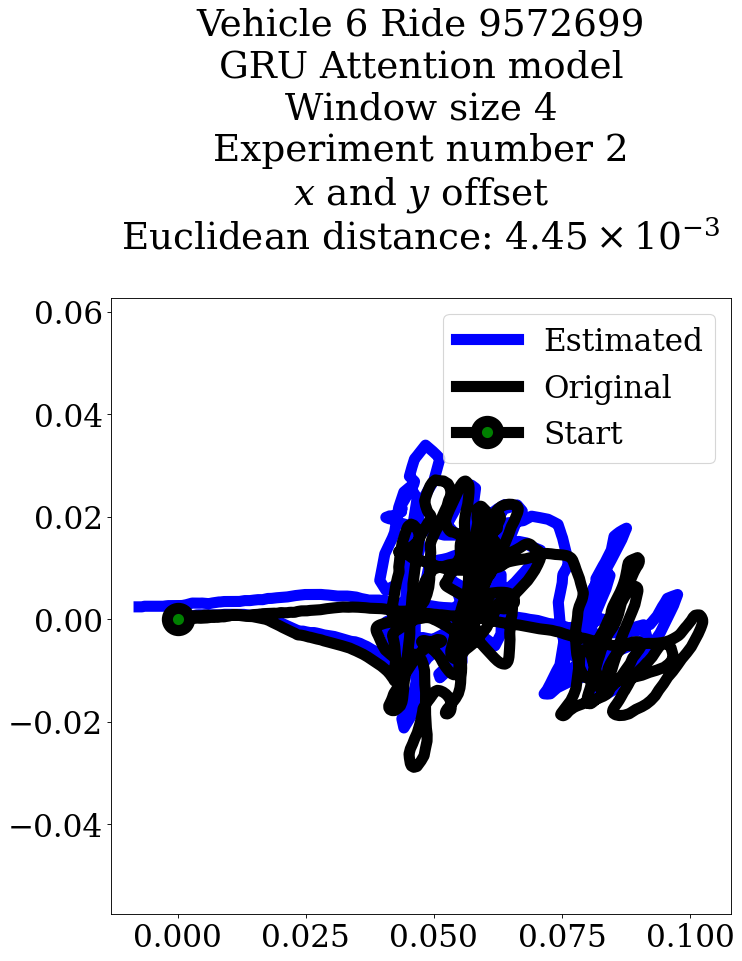 Vehicle 6 Ride 9572699
GRU Attention model
Window size 4
Experiment number 2
x and y offset
Euclidean distance: 4.45 × 10⁻³
0.06
0.04
0.02
0.00
−0.02
−0.04
Estimated
Original
Start
0.000 0.025 0.050 0.075 0.100